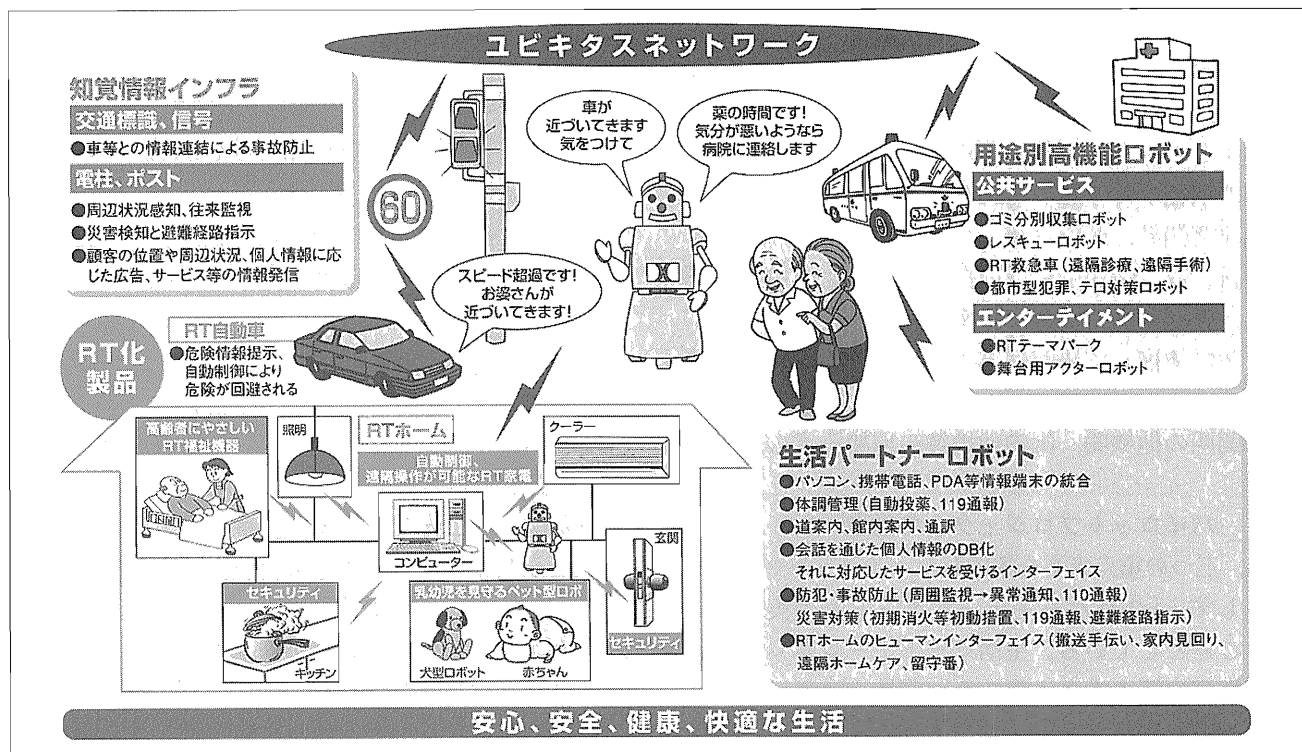 ユビキタスネットワーク
知覚情報インフラ
交通標識、信号
●車等との情報連結による事故防止
電柱、ポスト
●周辺状況感知、往来監視
●災害検知と避難経路指示
●顧客の位置や周辺状況、個人情報に応
じた広告、サービス等の情報発信
60
車が
近づいてきます
気をつけて
薬の時間です!
気分が悪いようなら
病院に連絡します
スピード超過です!
お婆さんが
近づいてきます!
用途別高機能ロボット
公共サービス
●ゴミ分別収集ロボット
●レスキューロボット
●RT救急車(遠隔診療、遠隔手術)
●都市型犯罪、テロ対策ロボット
エンターテイメント
●RTテーマパーク
●舞台用アクターロボット
RT化
製品
RT自動車
●危険情報提示、
自動制御により
危険が回避される
高齢者にやさしい
RT福祉機器
照明
RTホーム
自動制御、
遠隔操作が可能なRT家電
クーラー
コンピューター
玄関
セキュリティ
セキュリティ
キッチン
乳幼児を見守るペット型ロボ
犬型ロボット
赤ちゃん
生活パートナーロボット
●パソコン、携帯電話、PDA等情報端末の統合
●体調管理(自動投薬、119通報)
●道案内、館内案内、通訳
●会話を通じた個人情報のDB化
それに対応したサービスを受けるインターフェイス
●防犯・事故防止(周囲監視→異常通知、110通報)
災害対策(初期消火等初動措置、119通報、避難経路指示)
●RTホームのヒューマンインターフェイス(搬送手伝い、家内見回り、
遠隔ホームケア、留守番)
安心、安全、健康、快適な生活